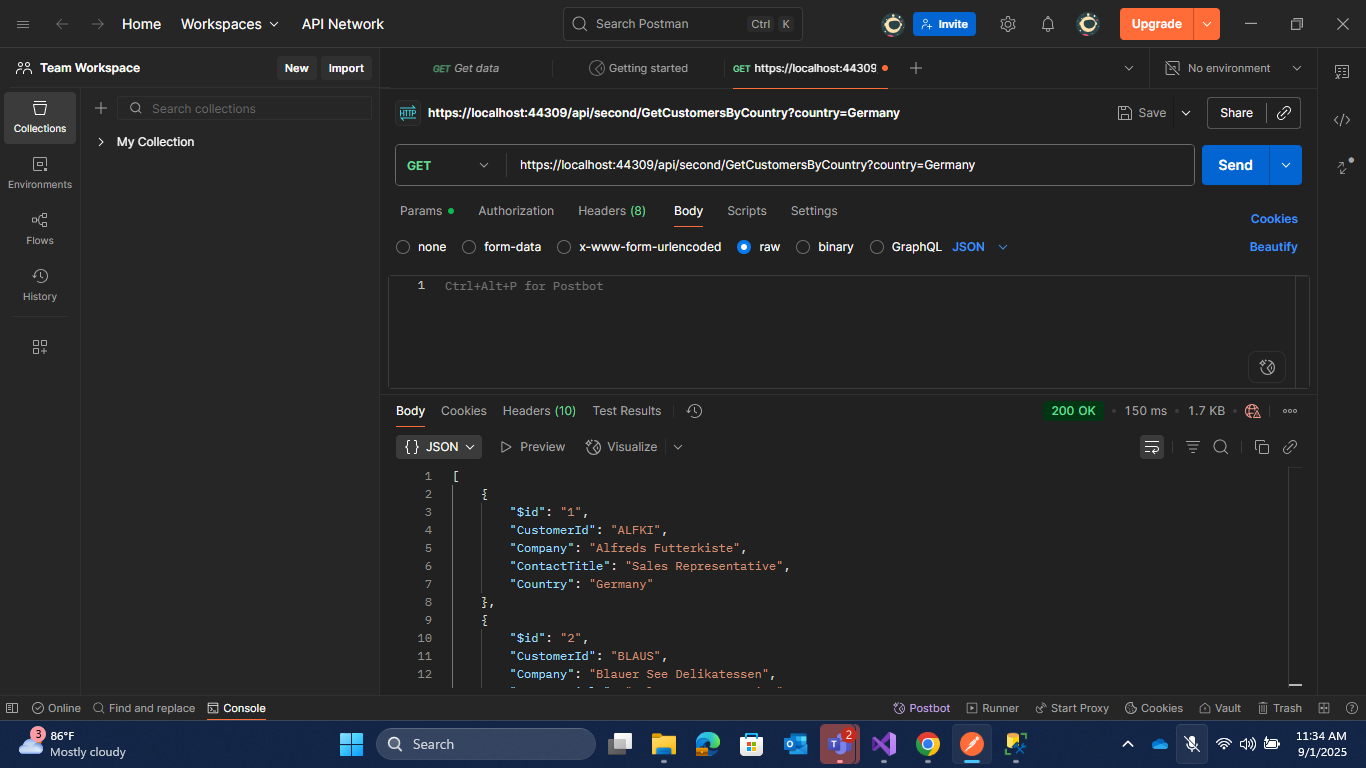 Home Workspaces API Network Search Postman Ctrl K Invite Upgrade
Team Workspace New Import GET Get data Getting started GET https://localhost:44309 No environment
Collections Search collections HTTP https://localhost:44309/api/second/GetCustomersByCountry?country=Germany Save Share
My Collection
Environments GET https://localhost:44309/api/second/GetCustomersByCountry?country=Germany Send
Flows Params Authorization Headers (8) Body Scripts Settings Cookies
none form-data x-www-form-urlencoded raw binary GraphQL JSON Beautify
History 1 Ctrl+Alt+P for Postbot
Body Cookies Headers (10) Test Results 200 OK 150 ms 1.7 KB
{} JSON Preview Visualize
1 [
2 {
3 "$id": "1",
4 "CustomerId": "ALFKI",
5 "Company": "Alfreds Futterkiste",
6 "ContactTitle": "Sales Representative",
7 "Country": "Germany"
8 },
9 {
10 "$id": "2",
11 "CustomerId": "BLAUS",
12 "Company": "Blauer See Delikatessen",
Online Find and replace Console Postbot Runner Start Proxy Cookies Vault Trash
3 86°F Search 2 11:34 AM
Mostly cloudy 9/1/2025